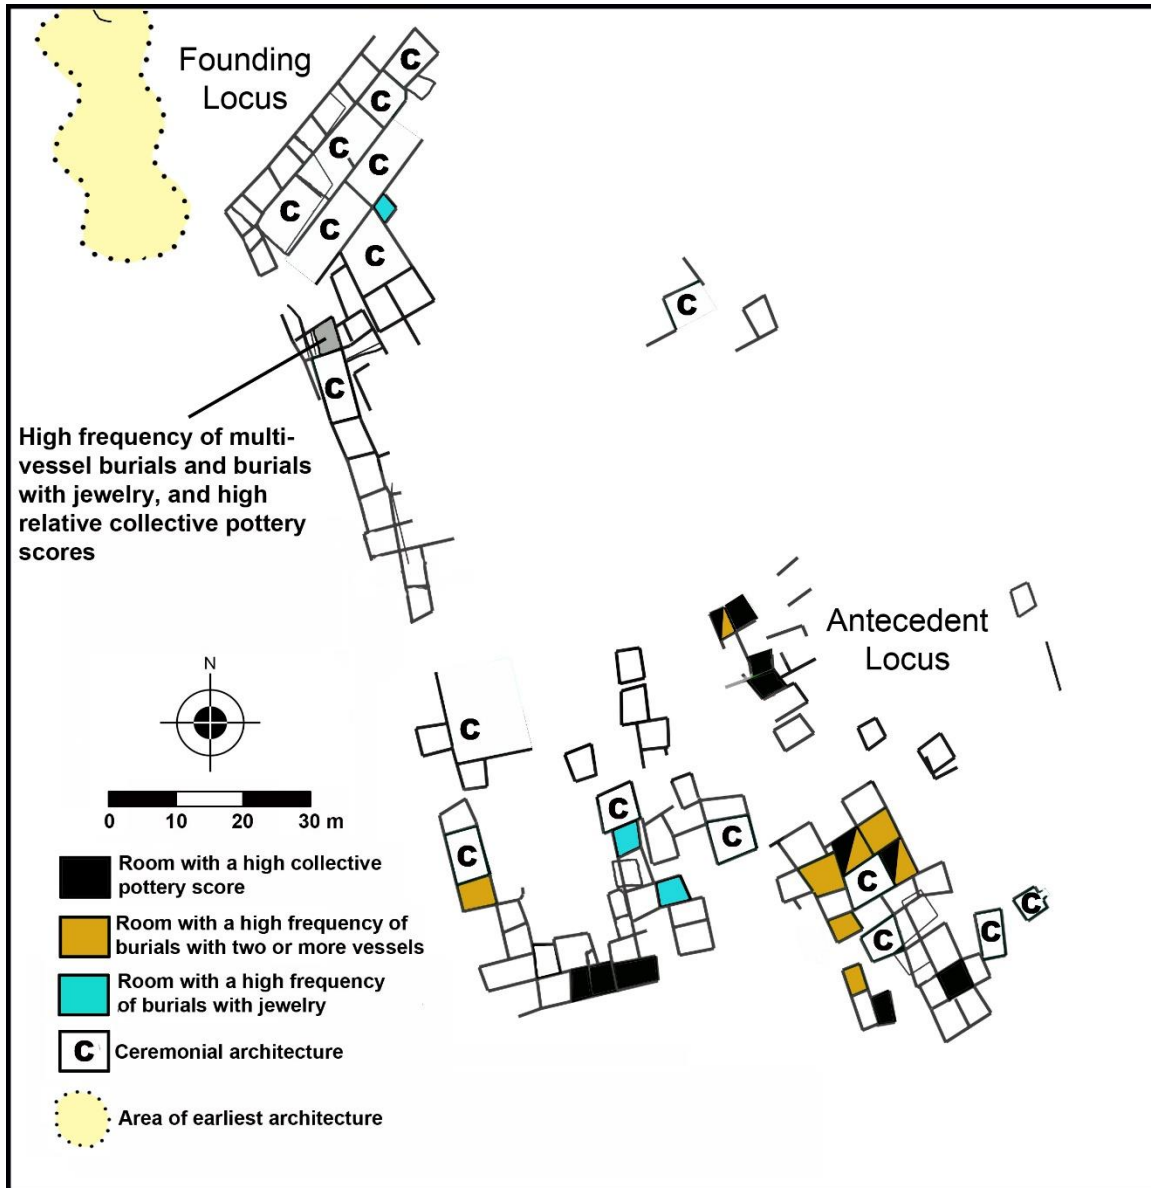 Founding
Locus
C
C
C
C
C
C
C
C
C
High frequency of multi-
vessel burials and burials
with jewelry, and high
relative collective pottery
scores
Antecedent
Locus
N
0 10 20 30 m
C
C
C
C
C
C
C
C
Room with a high collective
pottery score
Room with a high frequency of
burials with two or more vessels
Room with a high frequency
of burials with jewelry
C Ceremonial architecture
Area of earliest architecture